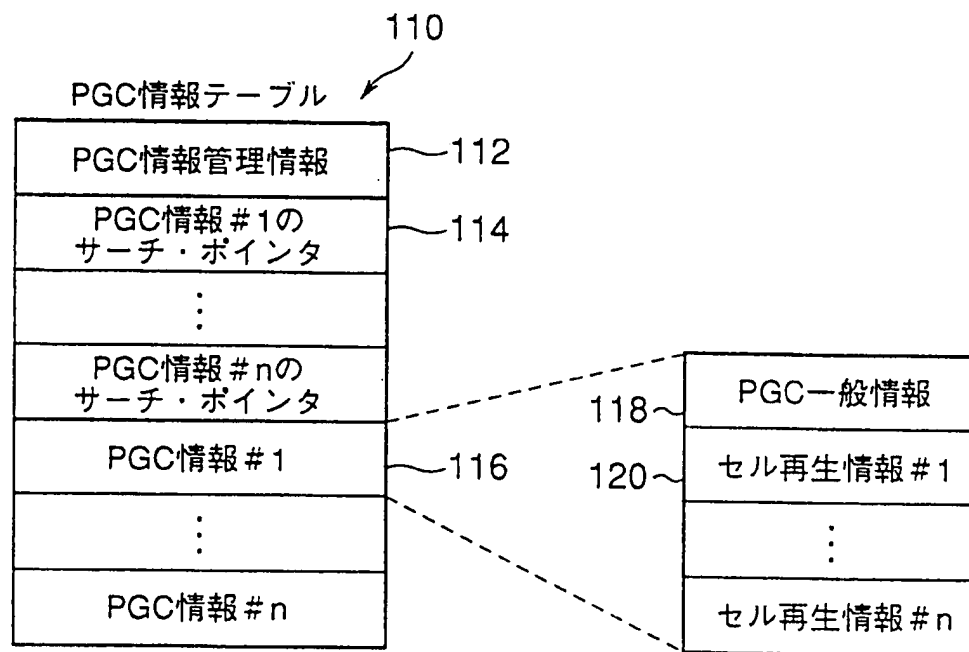 110
PGC情報テーブル
PGC情報管理情報
112
PGC情報#1の
サーチ・ポインタ
114
⋮
PGC情報#nの
サーチ・ポインタ
PGC情報#1
116
⋮
PGC情報#n
PGC一般情報
118
セル再生情報#1
120
⋮
セル再生情報#n